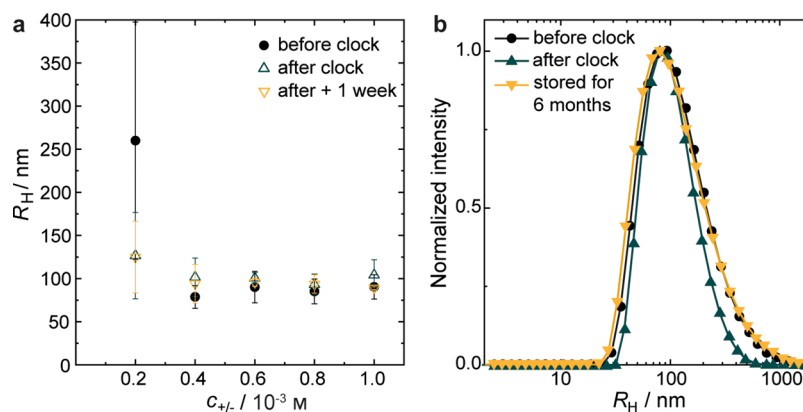 a
400
350
300
250
200
150
100
50
0
R_H / nm
0.2 0.4 0.6 0.8 1.0
c_+/- / 10^-3 M
before clock
after clock
after + 1 week
b
1.0
0.5
0.0
Normalized intensity
10 100 1000
R_H / nm
before clock
after clock
stored for
6 months